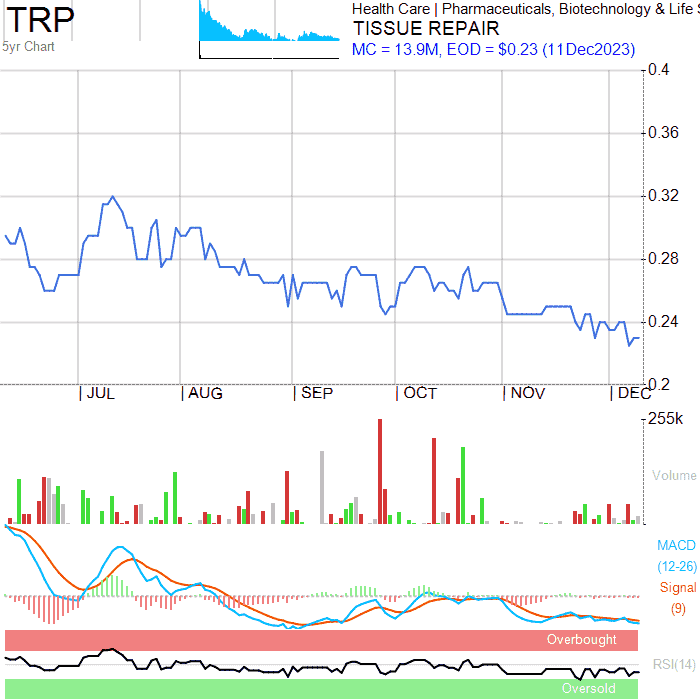 TRP
5yr Chart
Health Care | Pharmaceuticals, Biotechnology & Life
TISSUE REPAIR
MC = 13.9M, EOD = $0.23 (11Dec2023)
0.4
0.36
0.32
0.28
0.24
0.2
| JUL | AUG | SEP | OCT | NOV | DEC
255k
Volume
MACD
(12-26)
Signal
(9)
Overbought
RSI(14)
Oversold